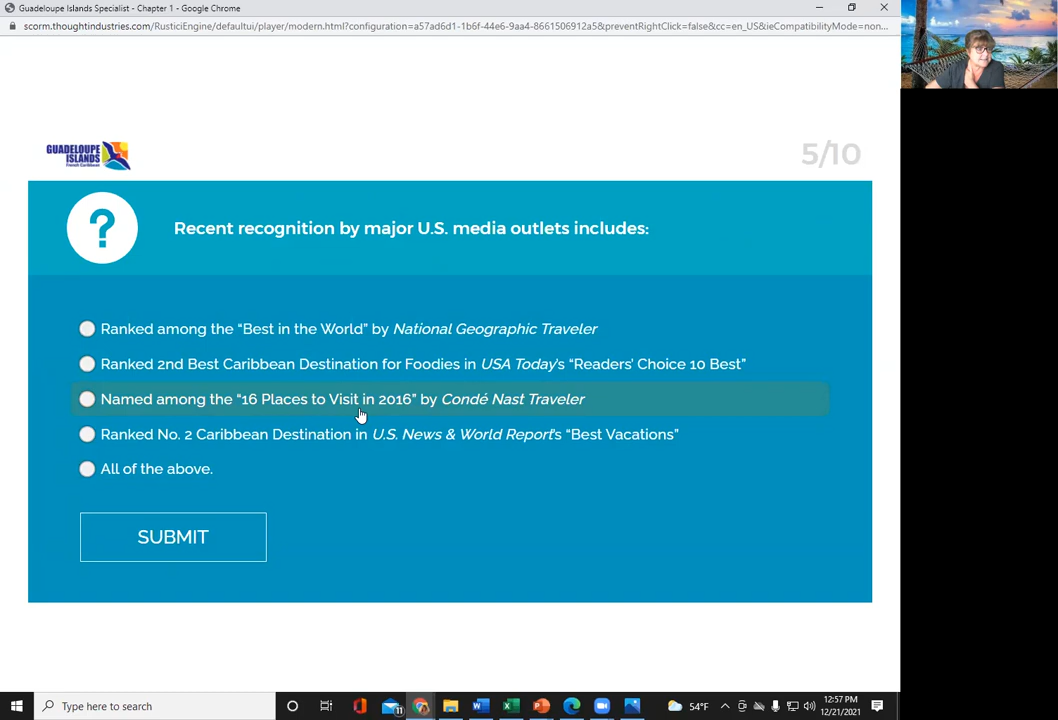 Guadeloupe Islands Specialist - Chapter 1 - Google Chrome
scorm.thoughtindustries.com/RusticEngine/defaultui/player/modern.html?configuration=a57ad6d1-1b6f-44e6-9aa4-8661506912a5&preventRightClick=false&cc=en_US&ieCompatibilityMode=non...
GUADELOUPE
ISLANDS
French Caribbean
5/10
?
Recent recognition by major U.S. media outlets includes:
Ranked among the “Best in the World” by National Geographic Traveler
Ranked 2nd Best Caribbean Destination for Foodies in USA Today's “Readers’ Choice 10 Best”
Named among the “16 Places to Visit in 2016” by Condé Nast Traveler
Ranked No. 2 Caribbean Destination in U.S. News & World Report's “Best Vacations”
All of the above.
SUBMIT
Type here to search
11
54°F
12:57 PM
12/21/2021